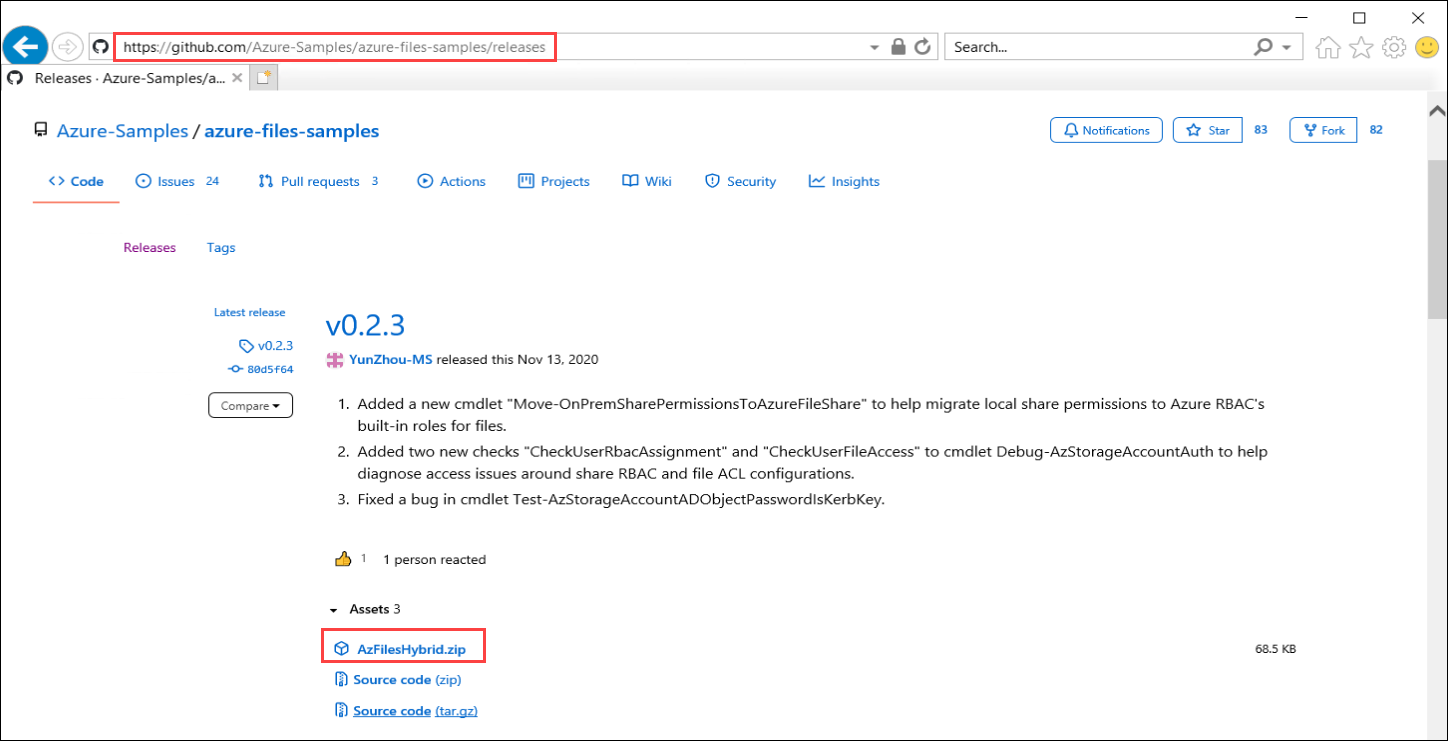 https://github.com/Azure-Samples/azure-files-samples/releases
Search...
Releases · Azure-Samples/a...
Azure-Samples / azure-files-samples
Notifications
Star 83
Fork 82
Code
Issues 24
Pull requests 3
Actions
Projects
Wiki
Security
Insights
Releases
Tags
Latest release
v0.2.3
80d5f64
Compare
v0.2.3
YunZhou-MS released this Nov 13, 2020
1. Added a new cmdlet "Move-OnPremSharePermissionsToAzureFileShare" to help migrate local share permissions to Azure RBAC's
built-in roles for files.
2. Added two new checks "CheckUserRbacAssignment" and "CheckUserFileAccess" to cmdlet Debug-AzStorageAccountAuth to help
diagnose access issues around share RBAC and file ACL configurations.
3. Fixed a bug in cmdlet Test-AzStorageAccountADObjectPasswordIsKerbKey.
1 1 person reacted
Assets 3
AzFilesHybrid.zip 68.5 KB
Source code (zip)
Source code (tar.gz)